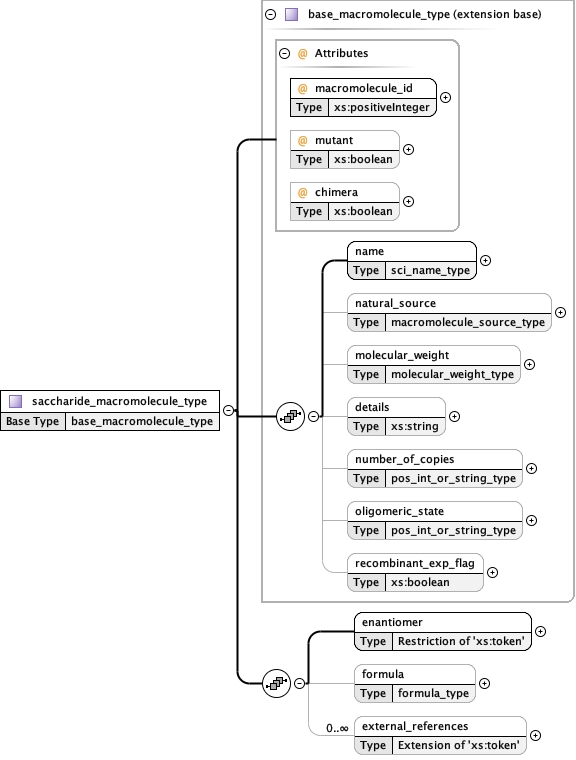 base_macromolecule_type (extension base)
@ Attributes
@ macromolecule_id
Type xs:positiveInteger
@ mutant
Type xs:boolean
@ chimera
Type xs:boolean
name
Type sci_name_type
natural_source
Type macromolecule_source_type
molecular_weight
Type molecular_weight_type
saccharide_macromolecule_type
Base Type base_macromolecule_type
details
Type xs:string
number_of_copies
Type pos_int_or_string_type
oligomeric_state
Type pos_int_or_string_type
recombinant_exp_flag
Type xs:boolean
enantiomer
Type Restriction of 'xs:token'
formula
Type formula_type
0..∞ external_references
Type Extension of 'xs:token'